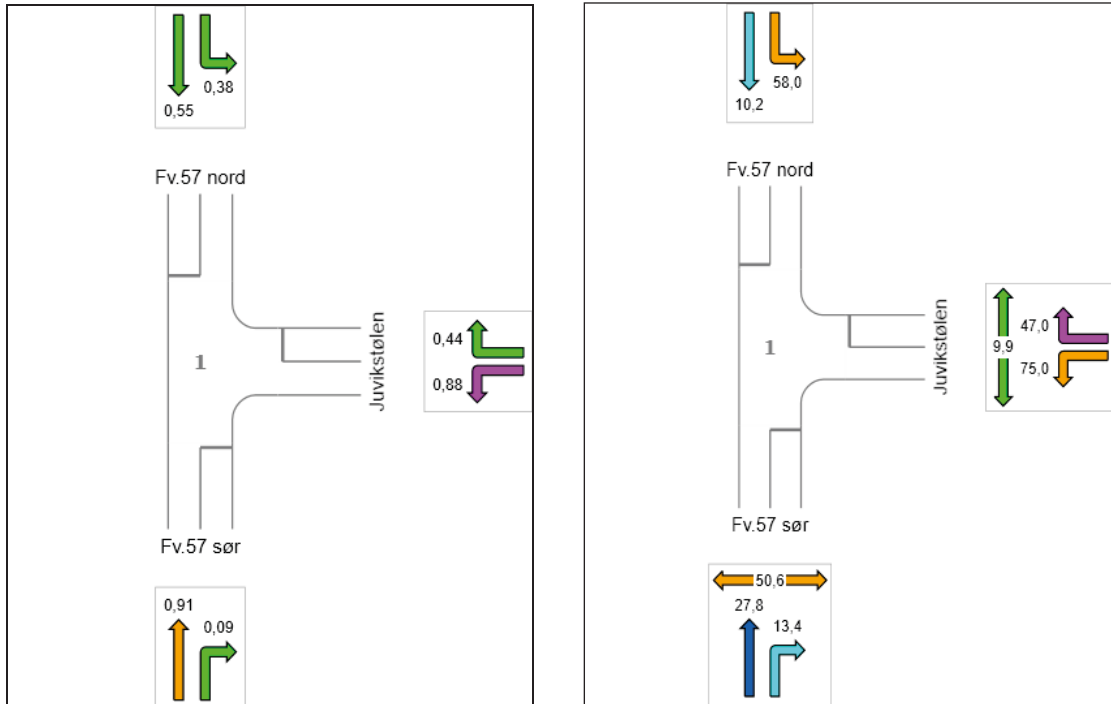 0,38
0,55
Fv.57 nord
0,44
0,88
Juvikstølen
1
Fv.57 sør
0,91
0,09
58,0
10,2
Fv.57 nord
47,0
9,9
75,0
Juvikstølen
1
Fv.57 sør
50,6
27,8
13,4